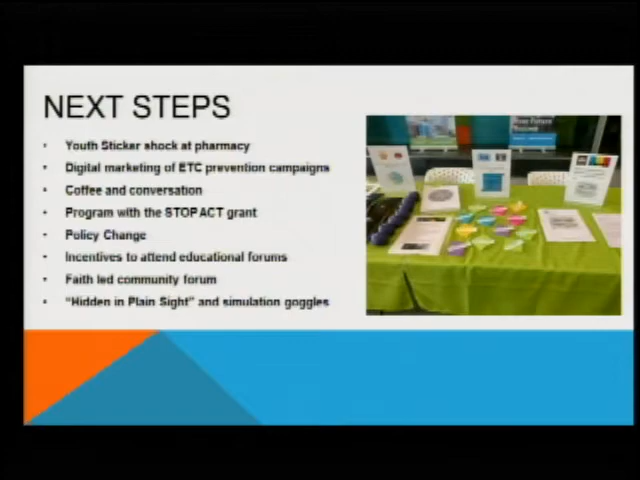 NEXT STEPS
• Youth Sticker shock at pharmacy
• Digital marketing of ETC prevention campaigns
• Coffee and conversation
• Program with the STOP ACT grant
• Policy Change
• Incentives to attend educational forums
• Faith led community forum
• “Hidden in Plain Sight” and simulation goggles